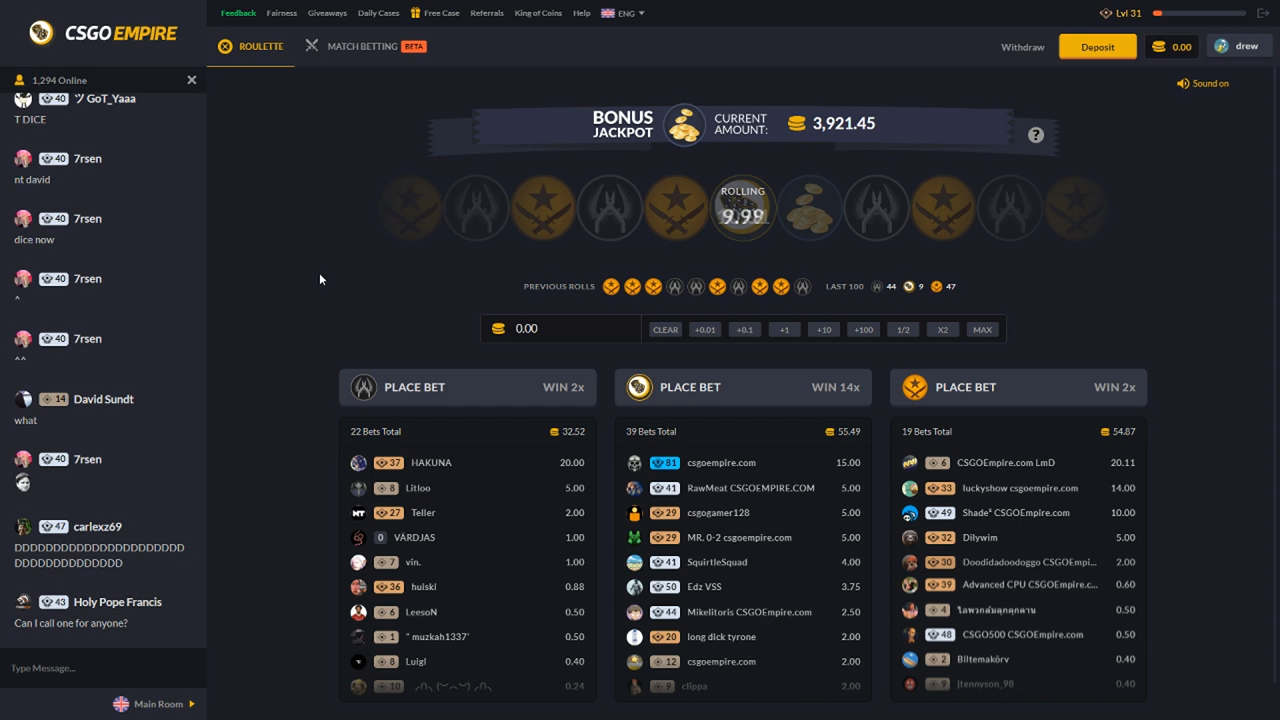 CSGOEMPIRE
Feedback Fairness Giveaways Daily Cases Free Case Referrals King of Coins Help ENG
Lvl 31
ROULETTE MATCH BETTING BETA
Withdraw Deposit 0.00 drew
1,294 Online
Sound on
40 ツ GoT_Yaaa
T DICE
40 7rsen
nt david
40 7rsen
dice now
40 7rsen
^
40 7rsen
^^
14 David Sundt
what
40 7rsen
47 carlexz69
DDDDDDDDDDDDDDDDDDDDDD
DDDDDDDDDDDDDD
43 Holy Pope Francis
Can I call one for anyone?
Type Message...
Main Room
BONUS
JACKPOT
CURRENT
AMOUNT:
3,921.45
?
ROLLING
9.98
PREVIOUS ROLLS LAST 100 44 9 47
0.00 CLEAR +0.01 +0.1 +1 +10 +100 1/2 X2 MAX
PLACE BET WIN 2x
22 Bets Total 32.52
37 HAKUNA 20.00
8 Litloo 5.00
27 Teller 2.00
0 VÄRDJAS 1.00
7 vin. 1.00
36 hulski 0.88
6 LeesoN 0.50
1 " muzkah1337' 0.50
8 Luigi 0.40
10 0.24
PLACE BET WIN 14x
39 Bets Total 55.49
81 csgoempire.com 15.00
41 RawMeat CSGOEMPIRE.COM 5.00
29 csgogamer128 5.00
29 MR. 0-2 csgoempire.com 5.00
41 SquirtleSquad 4.00
50 Edz VSS 3.75
44 Mikelitoris CSGOEmpire.com 2.50
20 long dick tyrone 2.00
12 csgoempire.com 2.00
9 clippa 2.00
PLACE BET WIN 2x
19 Bets Total 54.87
6 CSGOEmpire.com LmD 20.11
33 luckyshow csgoempire.com 14.00
49 Shade² CSGOEmpire.com 10.00
32 Dilywim 5.00
30 Doodidadoodoggo CSGOEmpi... 2.00
39 Advanced CPU CSGOEmpire.c... 0.60
4 0.50
48 CSGO500 CSGOEmpire.com 0.50
2 Biltemakörv 0.40
9 jtennyson_98 0.40